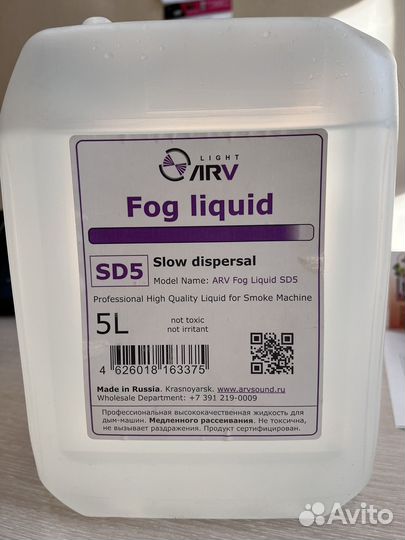 LIGHT
ARV
Fog liquid
SD5 Slow dispersal
Model Name: ARV Fog Liquid SD5
Professional High Quality Liquid for Smoke Machine
5L
not toxic
not irritant
4 626018 163375
Made in Russia. Krasnoyarsk. www.arvsound.ru
Wholesale Department: +7 391 219-0009
Профессиональная высококачественная жидкость для
дым-машин. Медленного рассеивания. Не токсична,
не вызывает раздражения. Продукт сертифицирован.
Avito